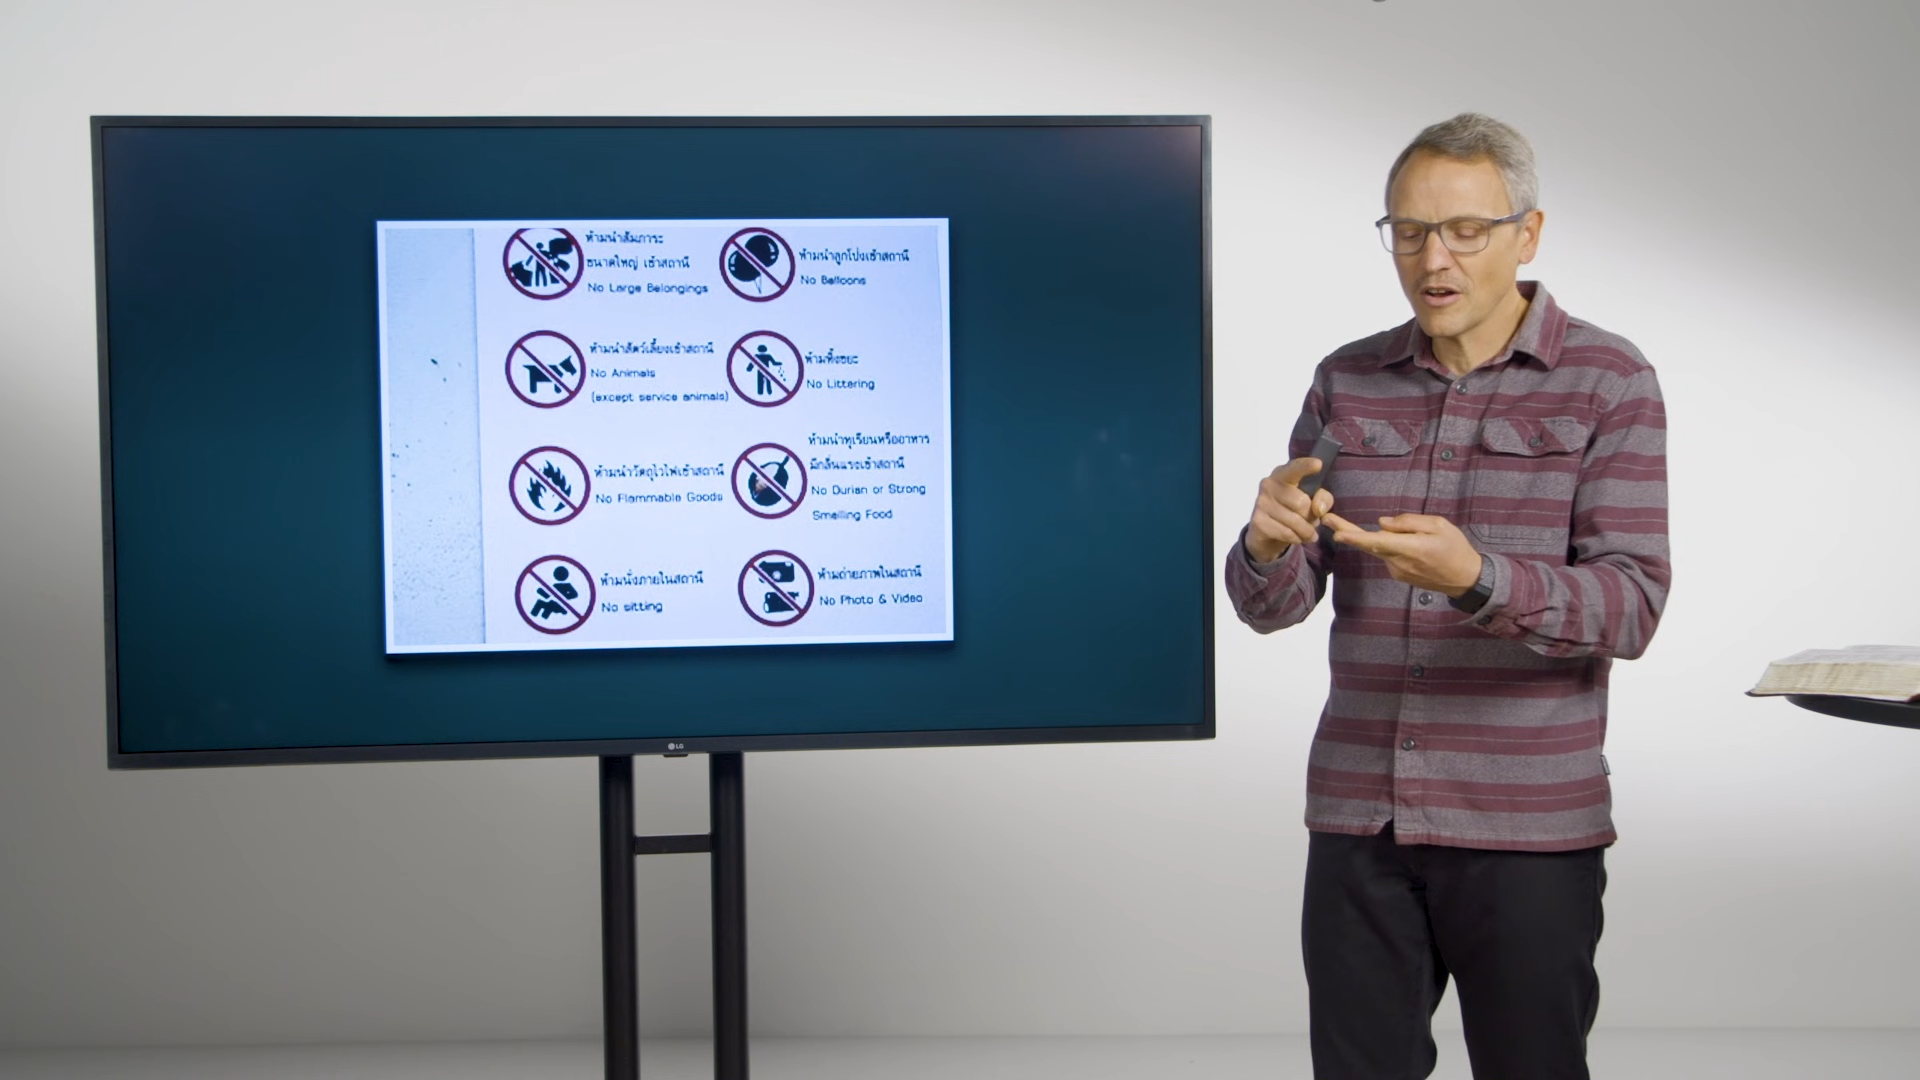 ห้ามนำสัมภาระ
ขนาดใหญ่ เข้าสถานี
No Large Belongings
ห้ามนำลูกโป่งเข้าสถานี
No Balloons
ห้ามนำสัตว์เลี้ยงเข้าสถานี
No Animals
(except service animals)
ห้ามทิ้งขยะ
No Littering
ห้ามนำวัตถุไวไฟเข้าสถานี
No Flammable Goods
ห้ามนำทุเรียนหรืออาหาร
มีกลิ่นแรงเข้าสถานี
No Durian or Strong
Smelling Food
ห้ามนั่งภายในสถานี
No sitting
ห้ามถ่ายภาพในสถานี
No Photo & Video
LG